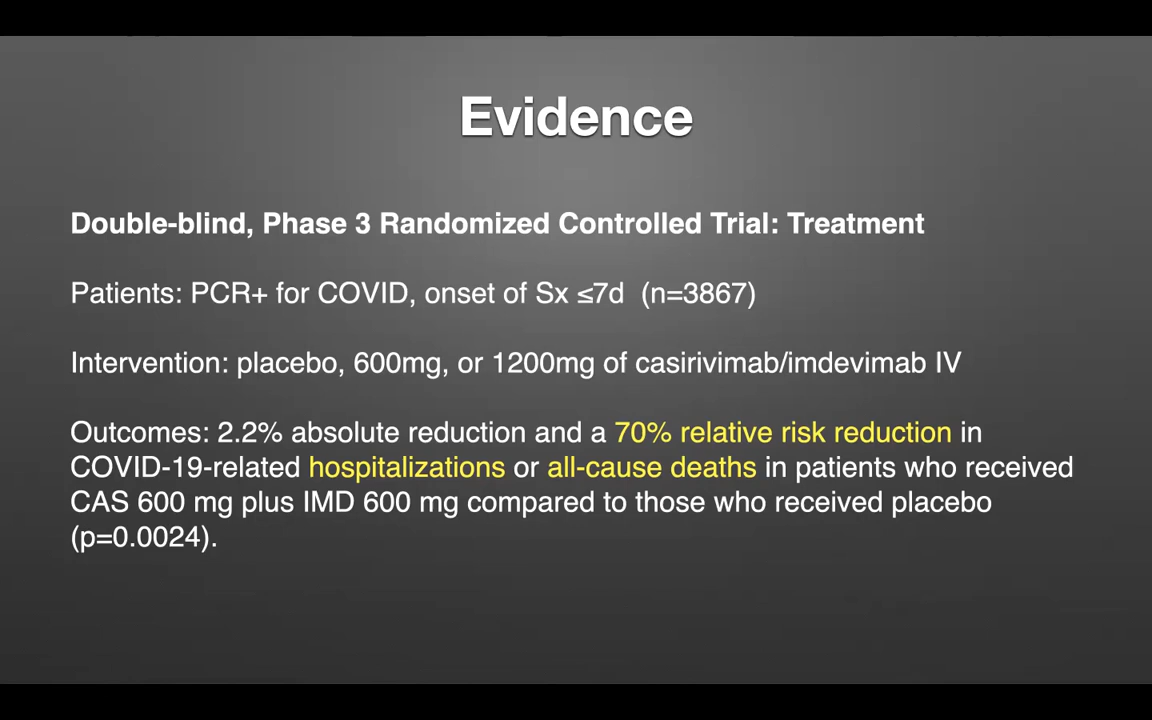 Evidence
Double-blind, Phase 3 Randomized Controlled Trial: Treatment
Patients: PCR+ for COVID, onset of Sx ≤7d (n=3867)
Intervention: placebo, 600mg, or 1200mg of casirivimab/imdevimab IV
Outcomes: 2.2% absolute reduction and a 70% relative risk reduction in
COVID-19-related hospitalizations or all-cause deaths in patients who received
CAS 600 mg plus IMD 600 mg compared to those who received placebo
(p=0.0024).